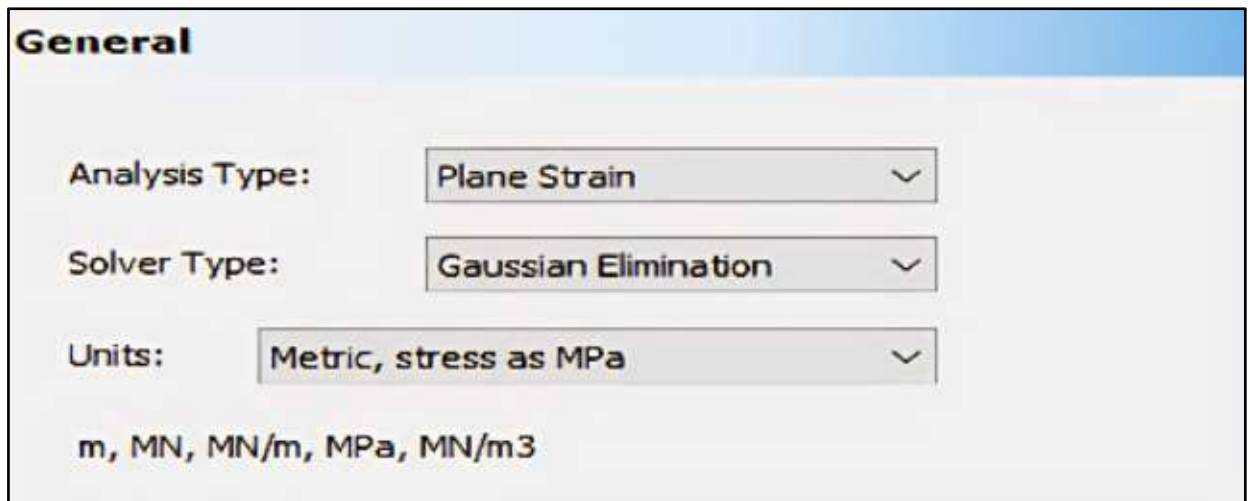 General
Analysis Type: Plane Strain
Solver Type: Gaussian Elimination
Units: Metric, stress as MPa
m, MN, MN/m, MPa, MN/m3